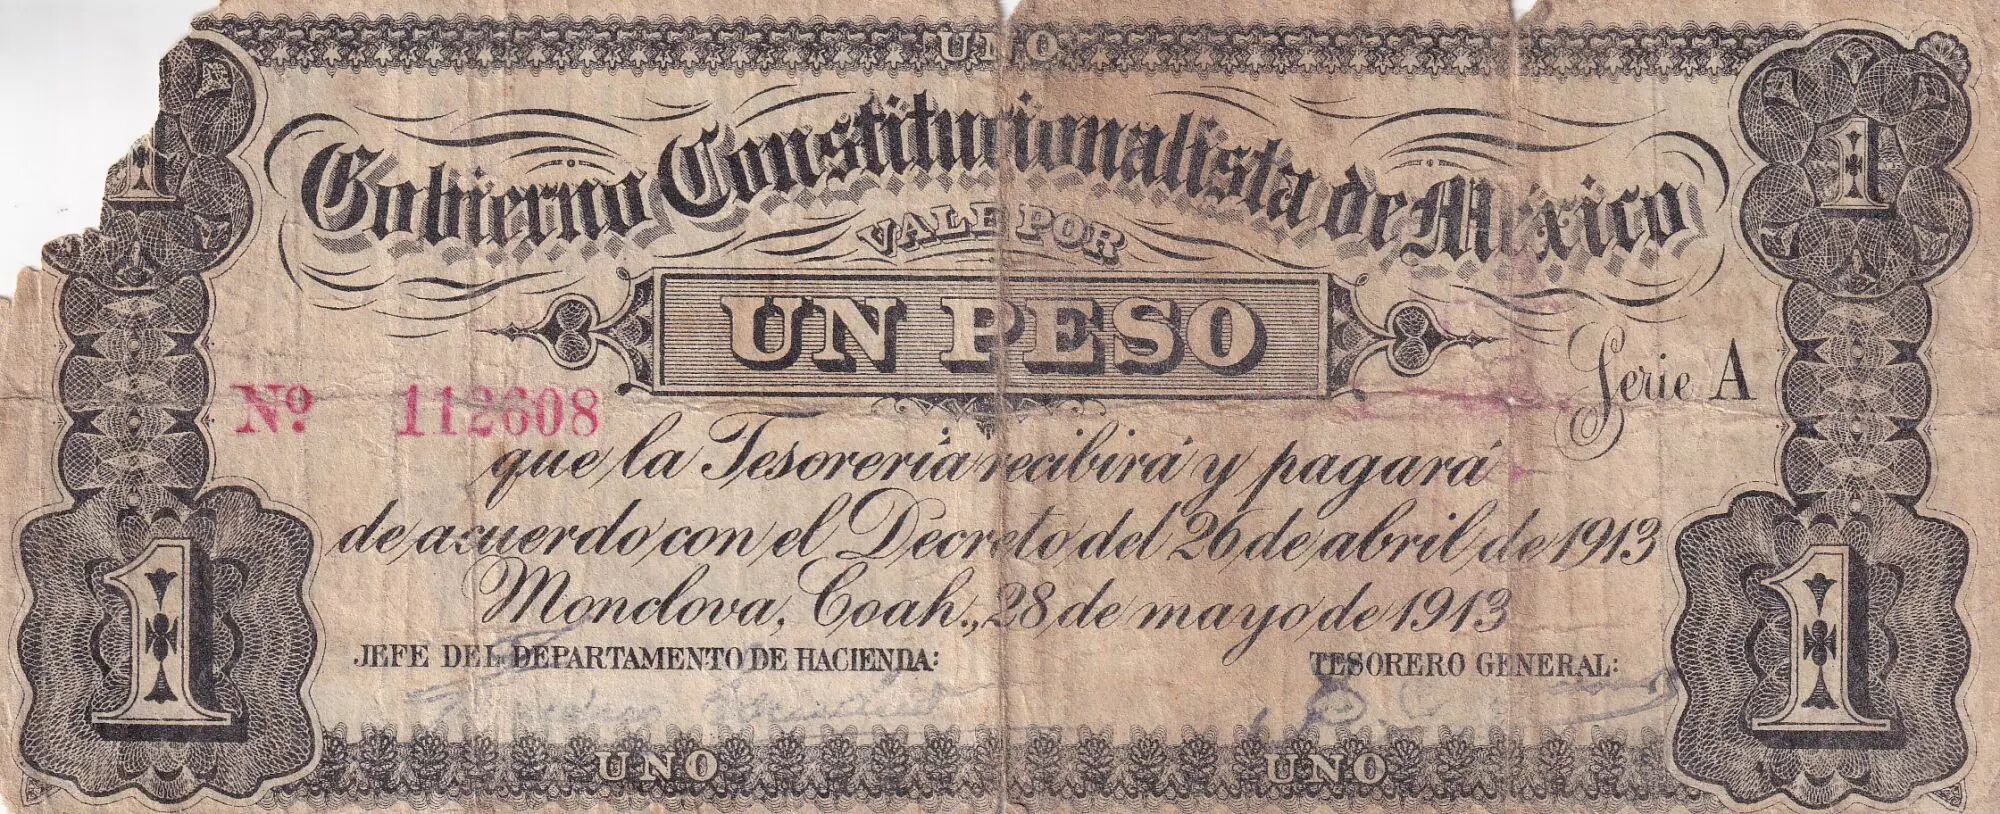 UNO
1
1
Gobierno Constitucionalista de México
VALE POR
UN PESO
Serie A
No. 112608
que la Tesorería recibirá y pagará
de acuerdo con el Decreto del 26 de abril de 1913
Monclova, Coah., 28 de mayo de 1913
JEFE DEL DEPARTAMENTO DE HACIENDA:
TESORERO GENERAL:
1
1
UNO
UNO